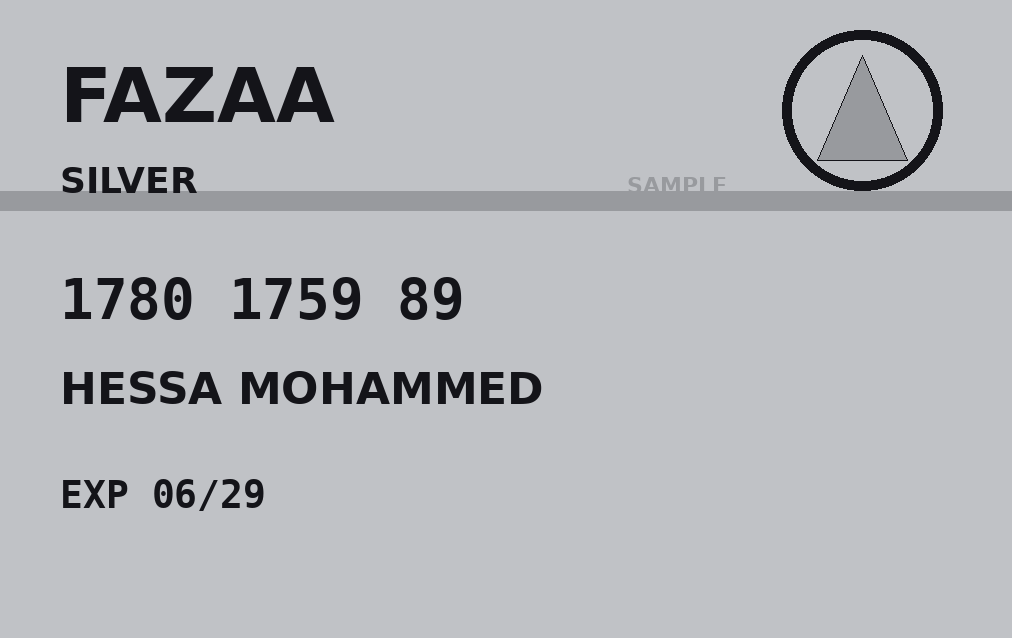 FAZAA
SILVER
SAMPLE
1780 1759 89
HESSA MOHAMMED
EXP 06/29